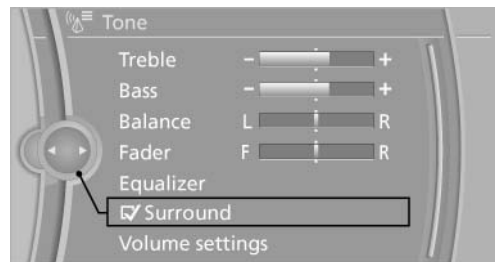 Tone
Treble - +
Bass - +
Balance L R
Fader F R
Equalizer
Surround
Volume settings